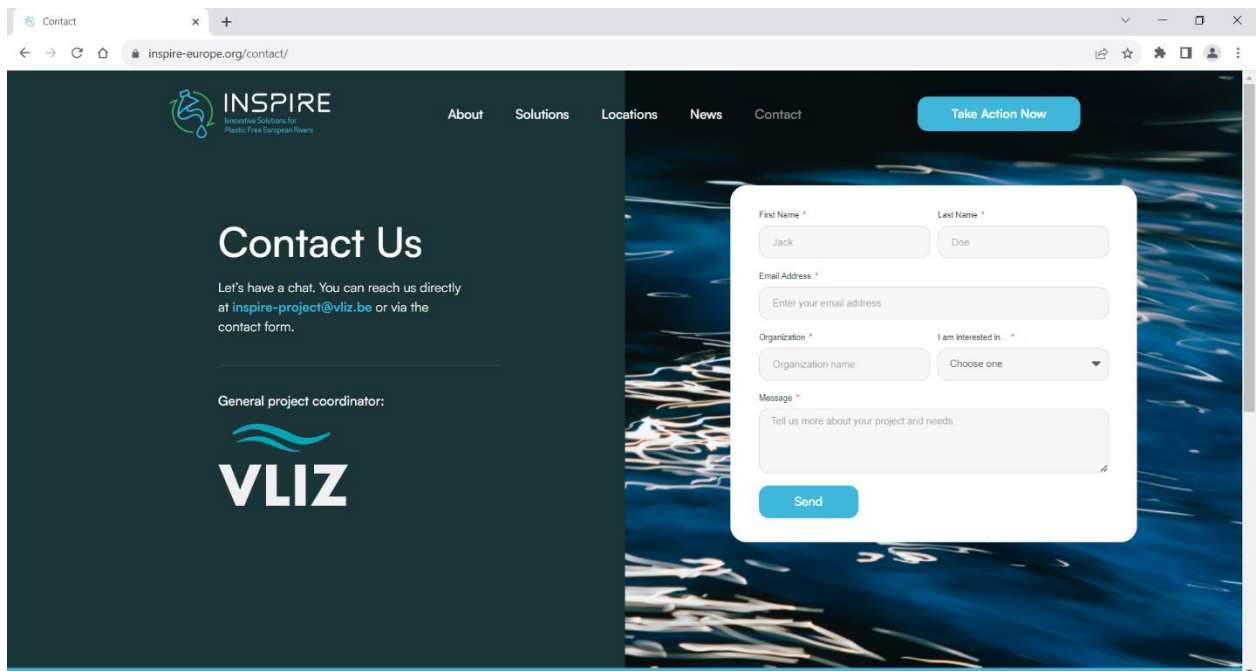 Contact
inspire-europe.org/contact/
INSPIRE
Innovative Solutions for
Plastic Free European Rivers
About
Solutions
Locations
News
Contact
Take Action Now
Contact Us
Let's have a chat. You can reach us directly
at inspire-project@vliz.be or via the
contact form.
General project coordinator:
VLIZ
First Name *
Last Name *
Jack
Doe
Email Address *
Enter your email address
Organization *
I am interested in... *
Organization name
Choose one
Message *
Tell us more about your project and needs.
Send